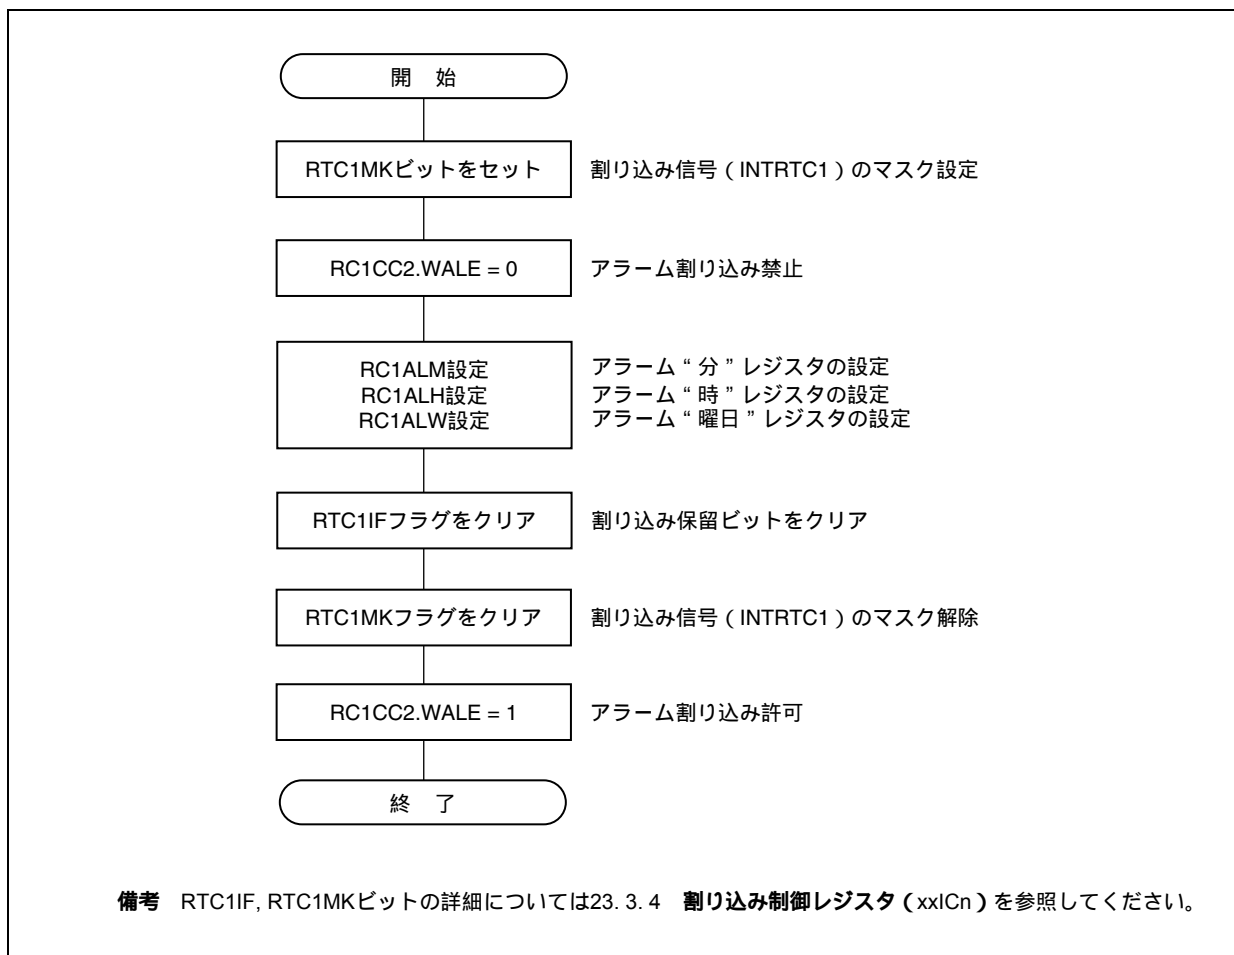 開 始
RTC1MKビットをセット 割り込み信号（INTRTC1）のマスク設定
RC1CC2.WALE = 0 アラーム割り込み禁止
RC1ALM設定 アラーム“分”レジスタの設定
RC1ALH設定 アラーム“時”レジスタの設定
RC1ALW設定 アラーム“曜日”レジスタの設定
RTC1IFフラグをクリア 割り込み保留ビットをクリア
RTC1MKフラグをクリア 割り込み信号（INTRTC1）のマスク解除
RC1CC2.WALE = 1 アラーム割り込み許可
終 了
備考 RTC1IF, RTC1MKビットの詳細については23. 3. 4 割り込み制御レジスタ（xxICn）を参照してください。